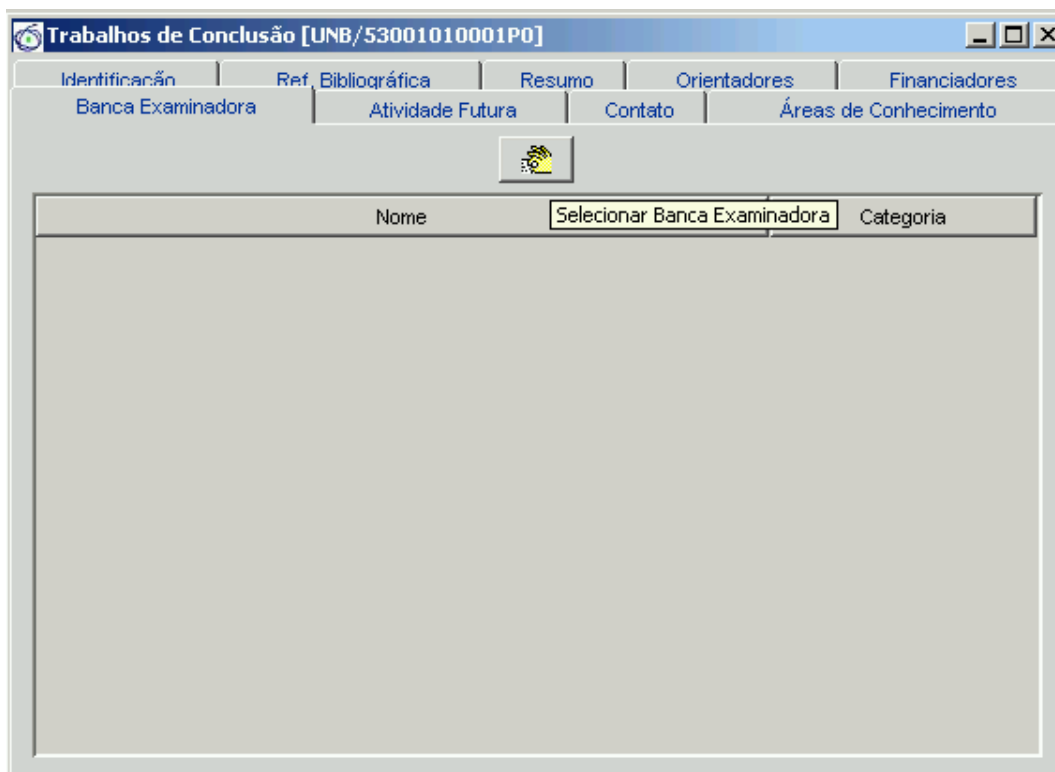 Trabalhos de Conclusão [UNB/53001010001P0]
Identificação Ref. Bibliográfica Resumo Orientadores Financiadores
Banca Examinadora Atividade Futura Contato Áreas de Conhecimento
Nome Selecionar Banca Examinadora Categoria